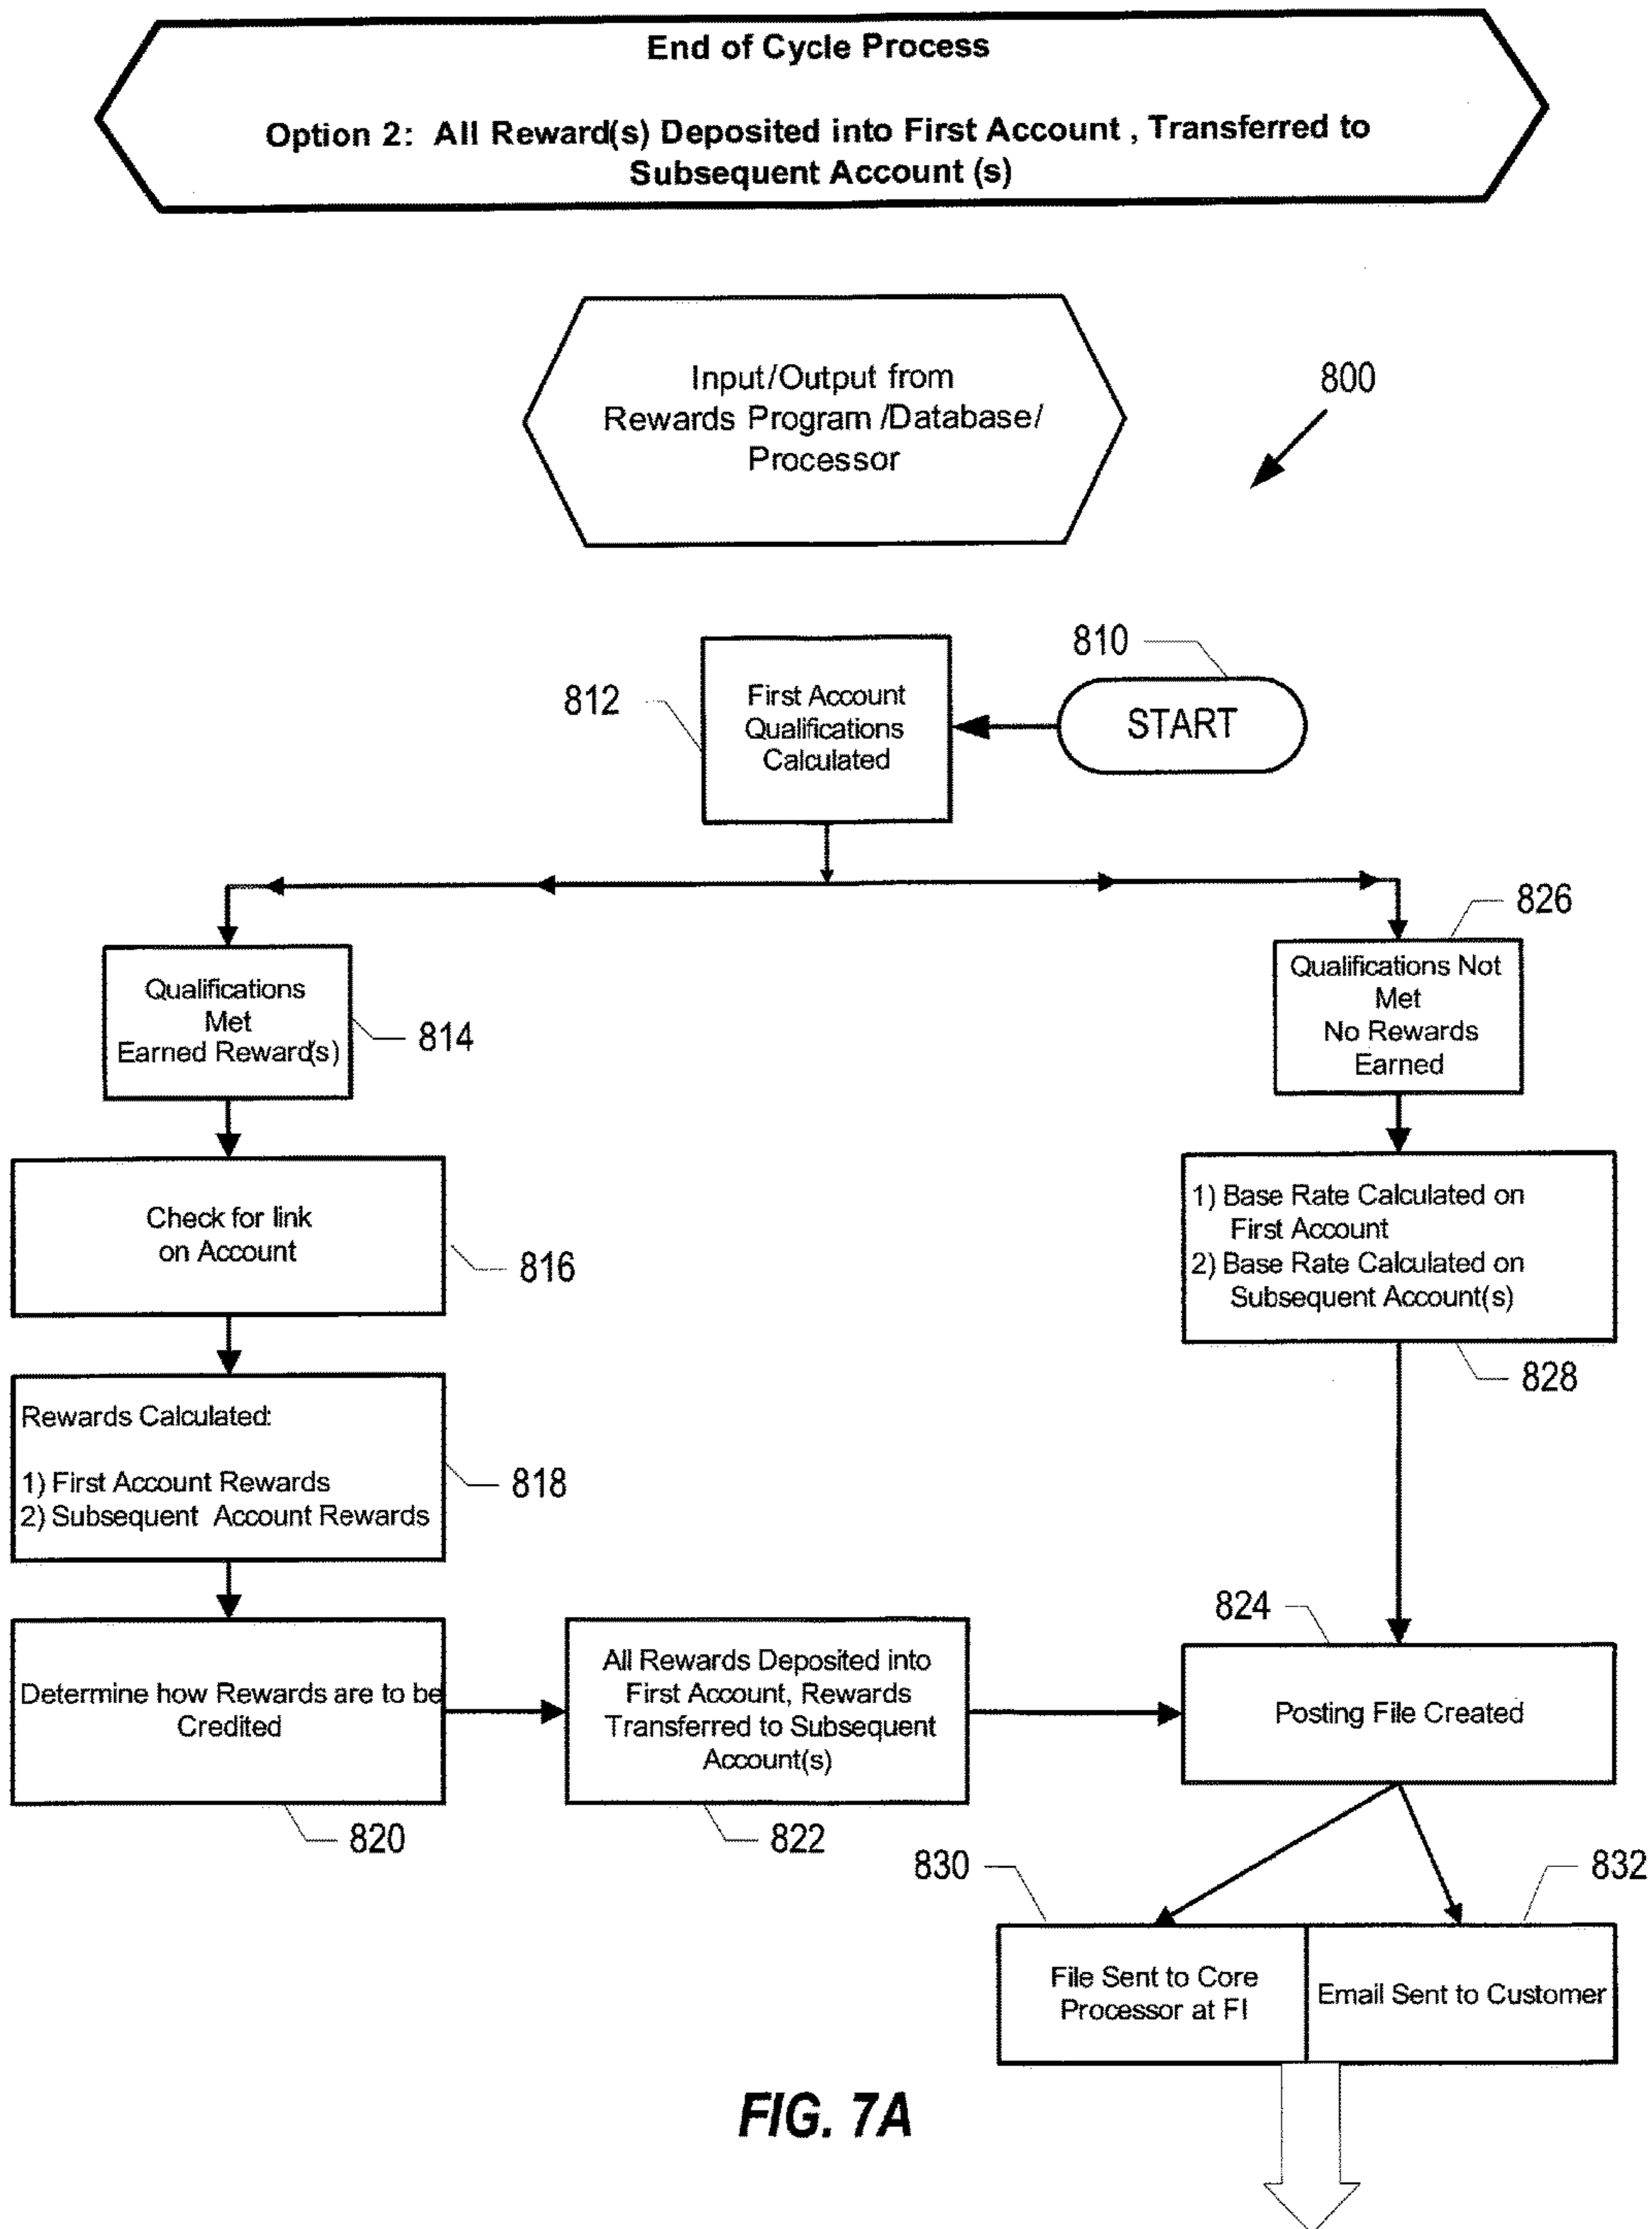 End of Cycle Process
Option 2: All Reward(s) Deposited into First Account , Transferred to
Subsequent Account (s)
Input/Output from
Rewards Program /Database/
Processor
800
810
START
812
First Account
Qualifications
Calculated
826
Qualifications
Met
Earned Reward(s)
814
Qualifications Not
Met
No Rewards
Earned
Check for link
on Account
816
1) Base Rate Calculated on
First Account
2) Base Rate Calculated on
Subsequent Account(s)
828
Rewards Calculated:
1) First Account Rewards
2) Subsequent Account Rewards
818
Determine how Rewards are to be
Credited
820
All Rewards Deposited into
First Account, Rewards
Transferred to Subsequent
Account(s)
822
824
Posting File Created
830
832
File Sent to Core
Processor at FI
Email Sent to Customer
FIG. 7A